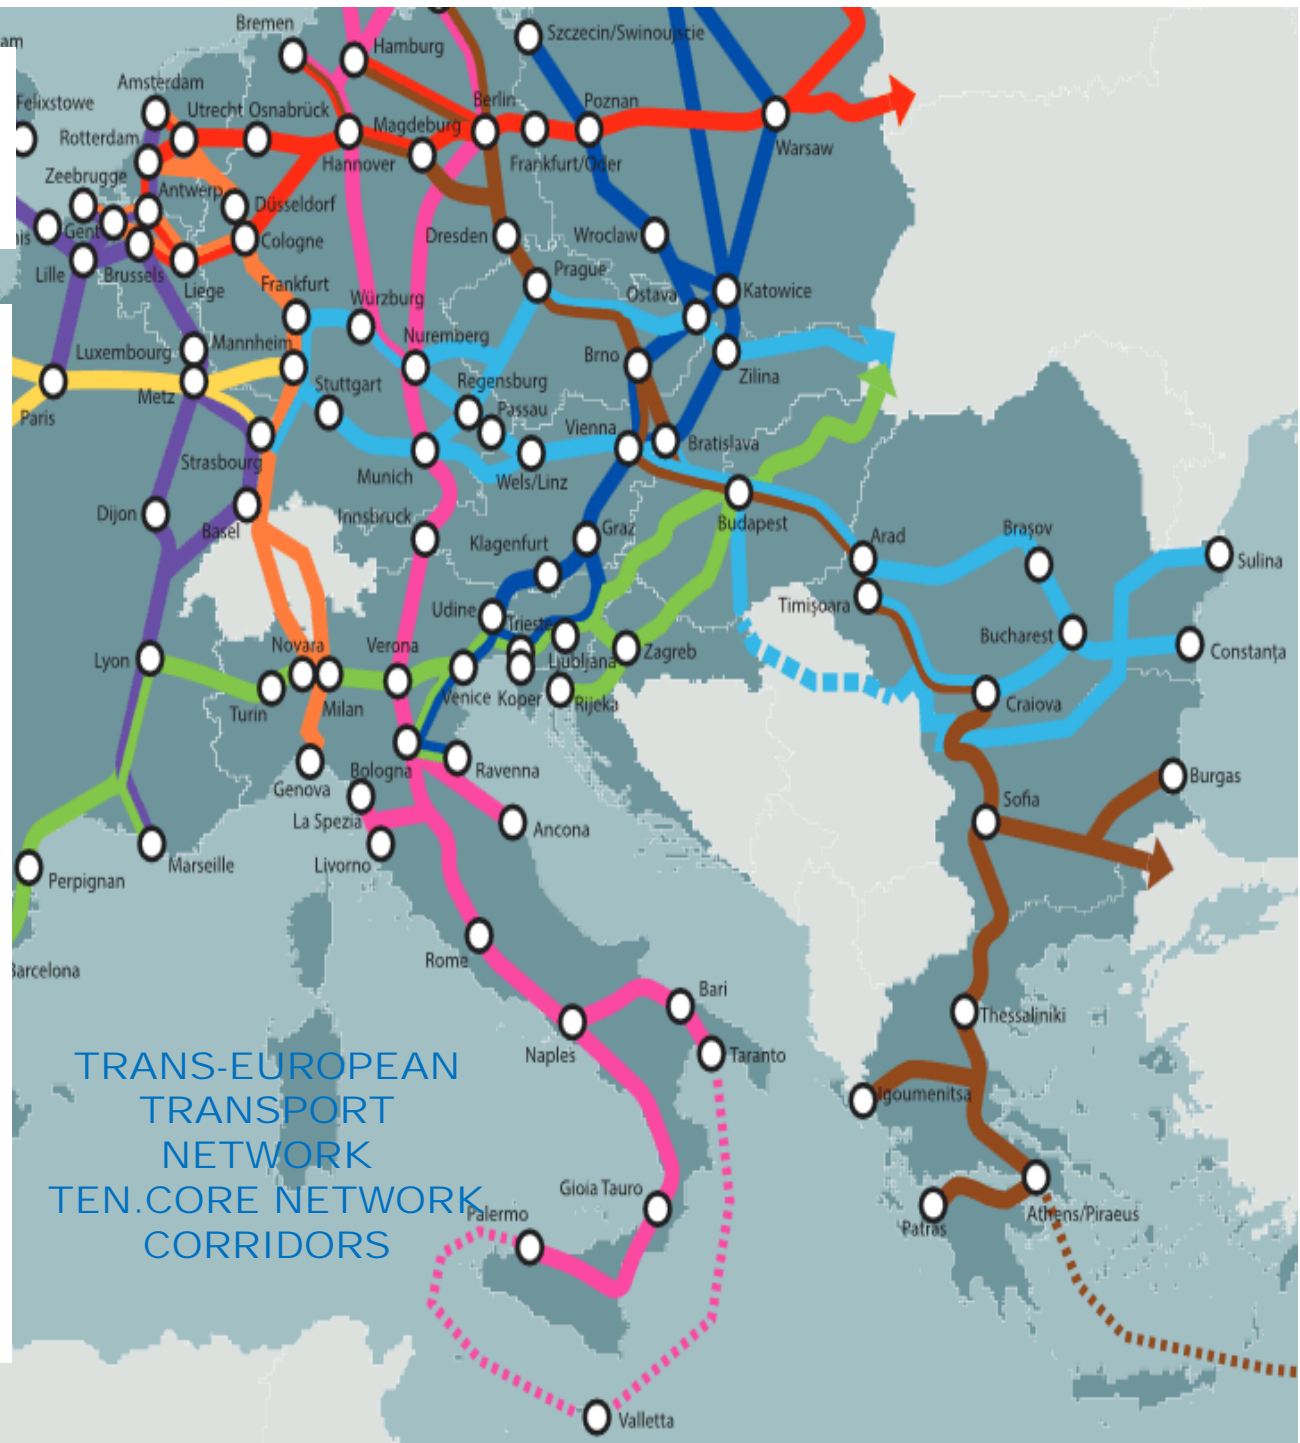 Bremen
Hamburg
Szczecin/Swinoujscie
am
Amsterdam
Felixstowe
Utrecht
Osnabrück
Berlin
Poznan
Rotterdam
Magdeburg
Hannover
Frankfurt/Oder
Warsaw
Zeebrugge
Antwerp
Düsseldorf
Gent
Cologne
Dresden
Wroclaw
Lille
Brussels
Liege
Frankfurt
Prague
Würzburg
Ostava
Katowice
Luxembourg
Mannheim
Nuremberg
Brno
Zilina
Metz
Stuttgart
Regensburg
Paris
Passau
Vienna
Bratislava
Strasbourg
Munich
Wels/Linz
Dijon
Basel
Innsbruck
Klagenfurt
Graz
Budapest
Arad
Braşov
Sulina
Udine
Trieste
Timişoara
Bucharest
Lyon
Novara
Verona
Ljubljana
Zagreb
Constanţa
Turin
Milan
Venice
Koper
Rijeka
Craiova
Genova
Bologna
Ravenna
Burgas
La Spezia
Ancona
Sofia
Livorno
Marseille
Perpignan
Rome
Barcelona
Bari
Naples
Taranto
Thessaliniki
Igoumenitsa
TRANS-EUROPEAN
TRANSPORT
NETWORK
TEN.CORE NETWORK
CORRIDORS
Gioia Tauro
Palermo
Patras
Athens/Piraeus
Valletta